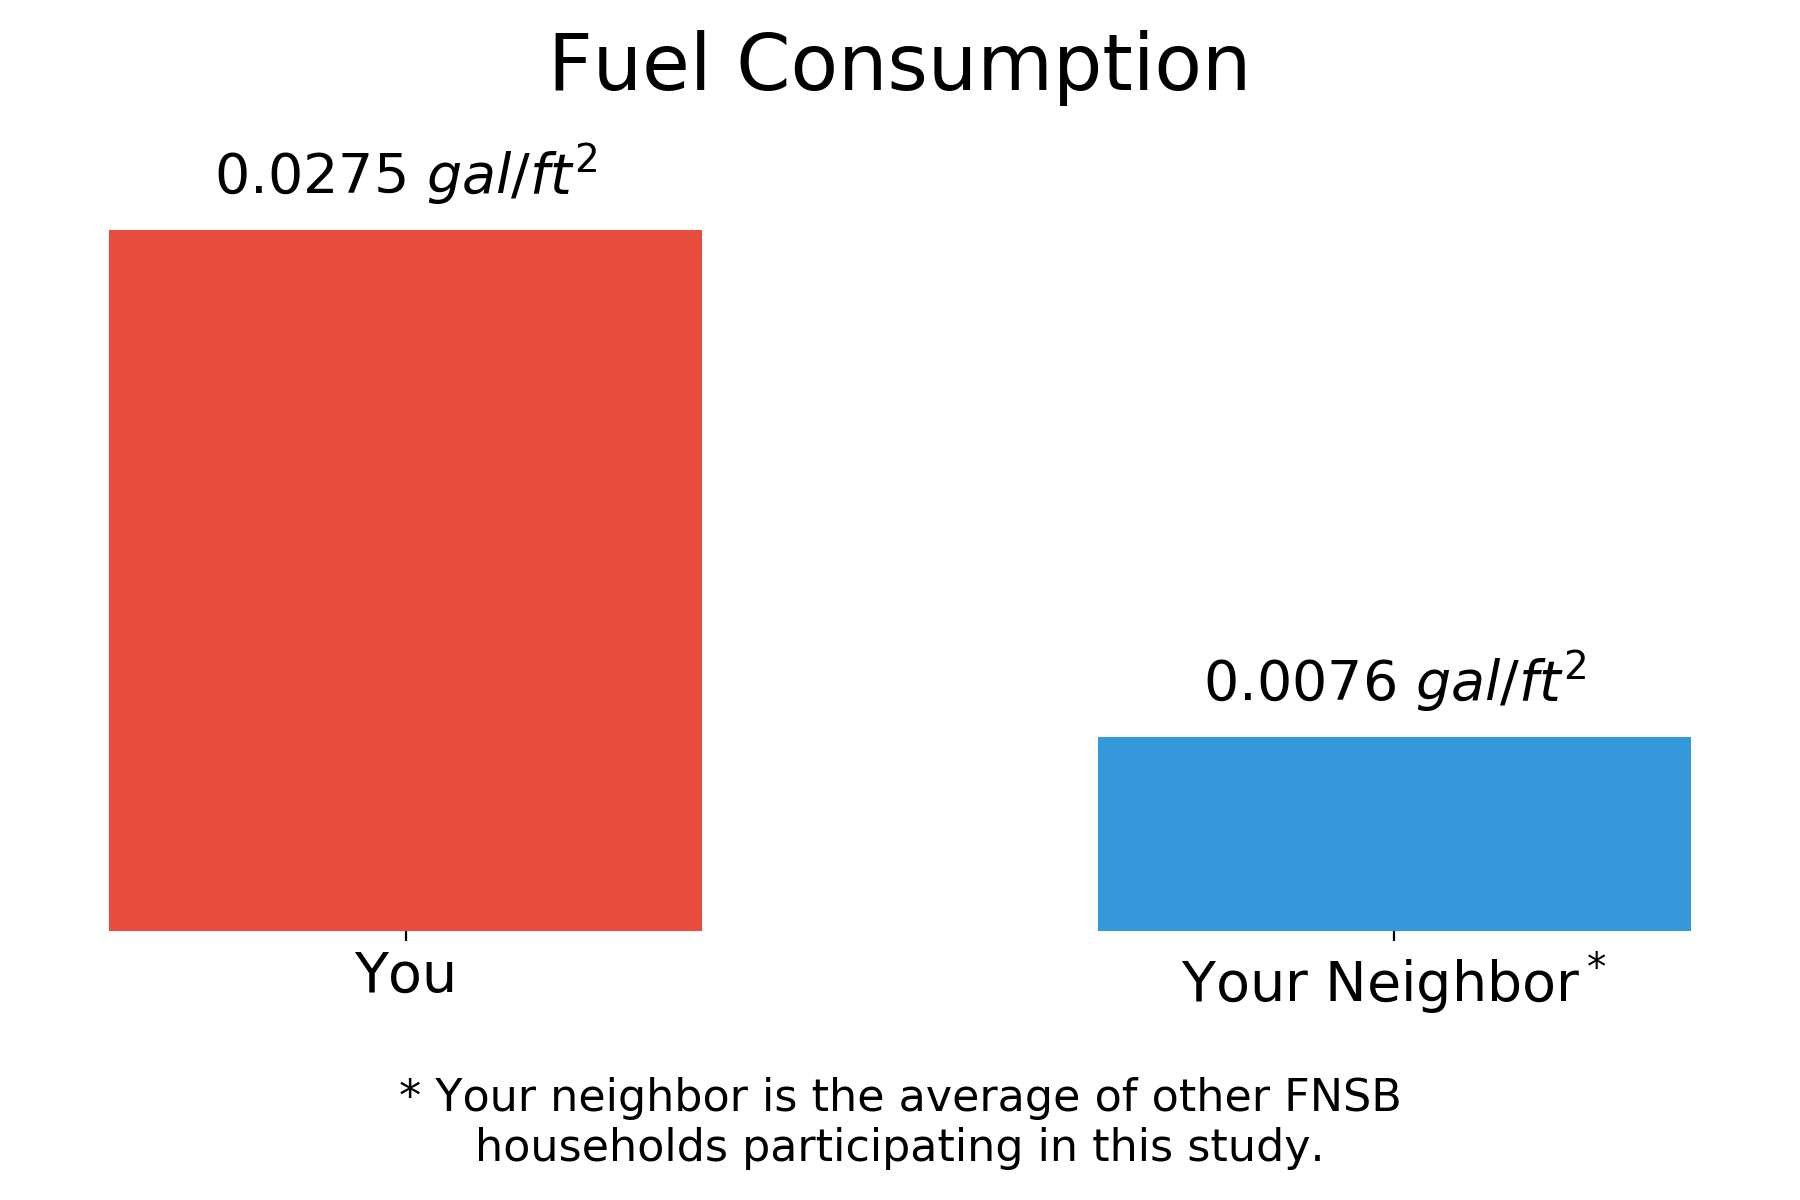 Fuel Consumption
0.0275 gal/ft²
0.0076 gal/ft²
You
Your Neighbor*
* Your neighbor is the average of other FNSB
households participating in this study.